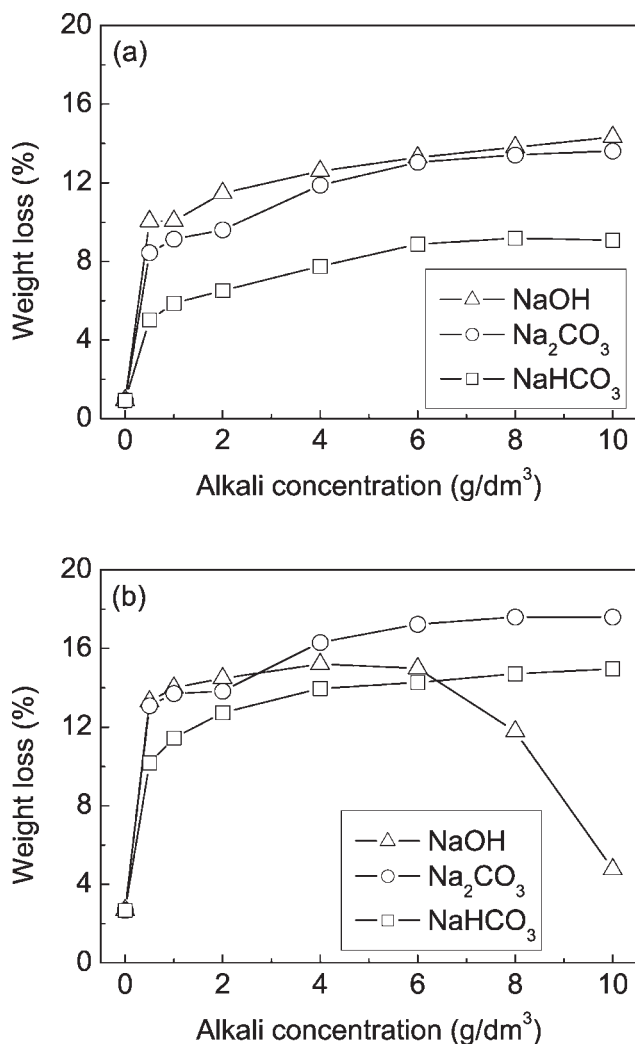 (a)
20
16
12
8
4
0
Weight loss (%)
NaOH
Na₂CO₃
NaHCO₃
0 2 4 6 8 10
Alkali concentration (g/dm³)
(b)
20
16
12
8
4
0
Weight loss (%)
NaOH
Na₂CO₃
NaHCO₃
0 2 4 6 8 10
Alkali concentration (g/dm³)